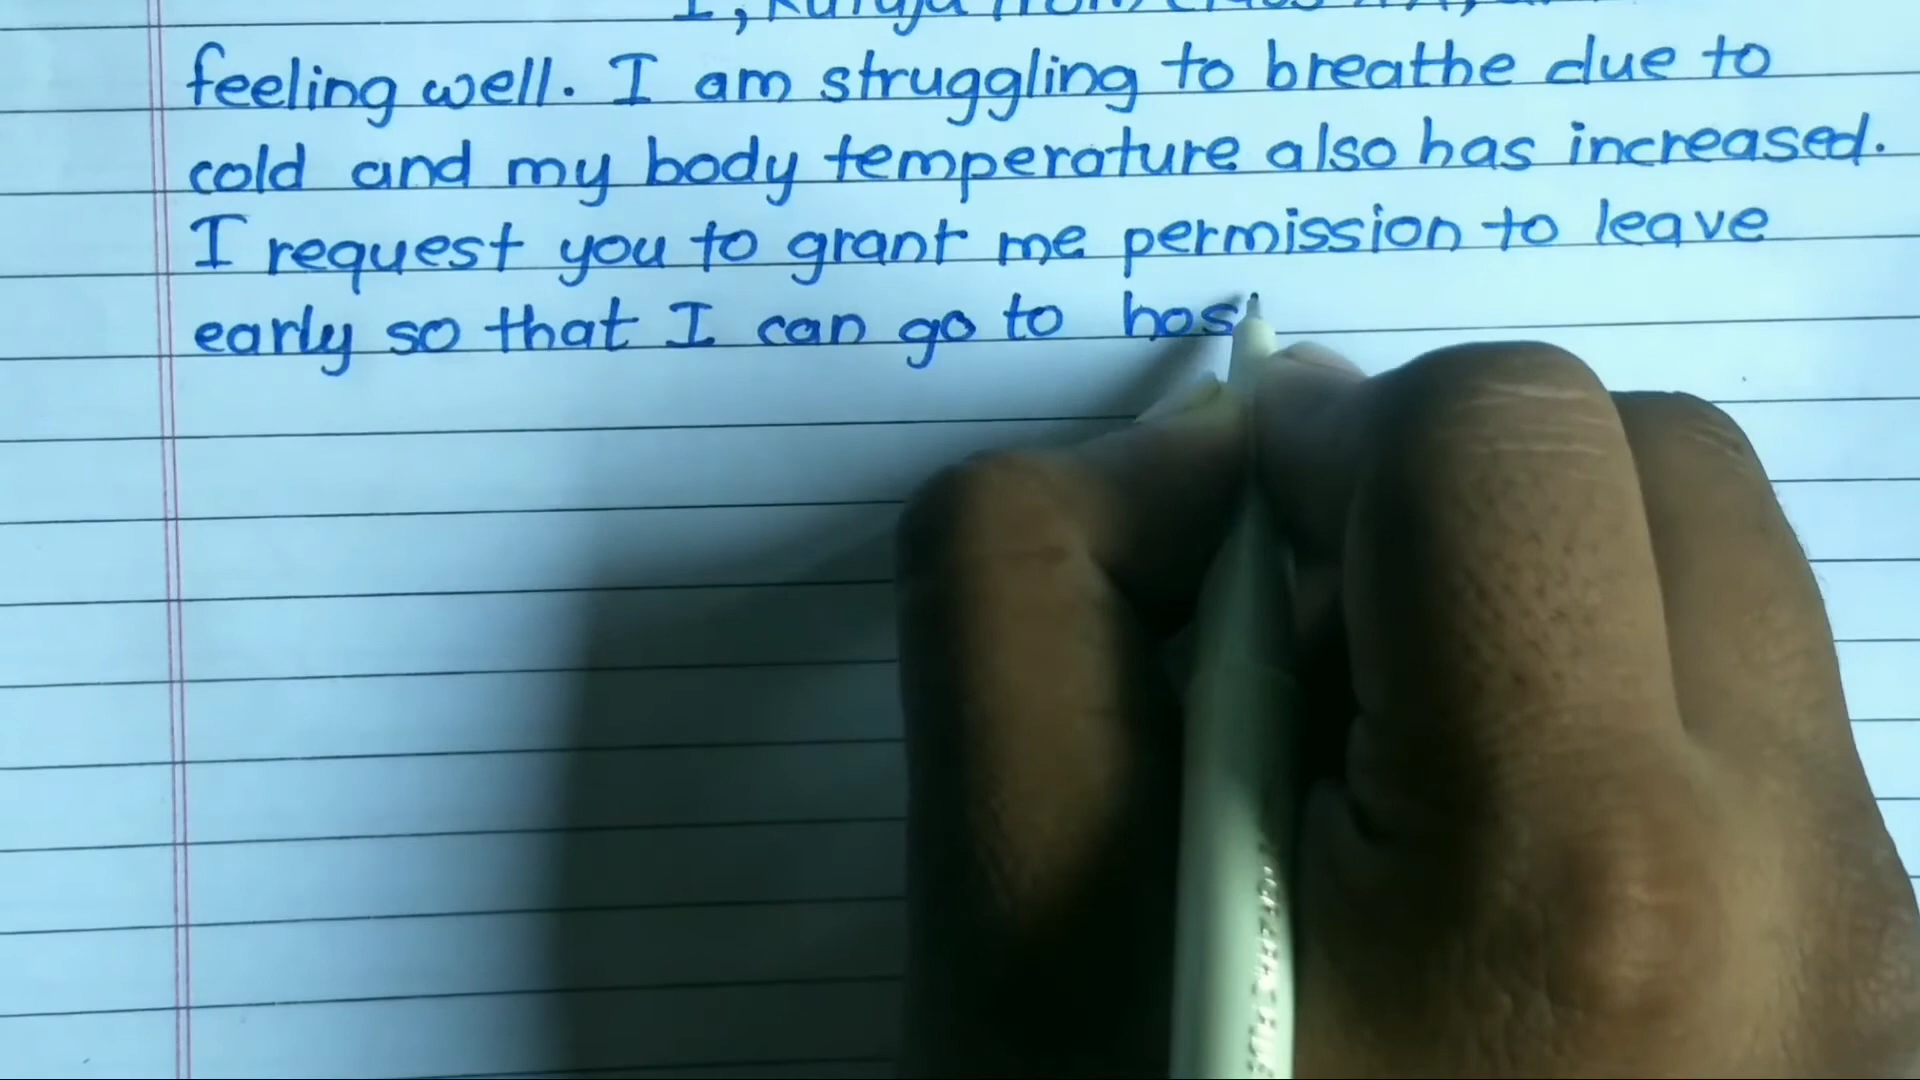 feeling well. I am struggling to breathe due to
cold and my body temperature also has increased.
I request you to grant me permission to leave
early so that I can go to hos